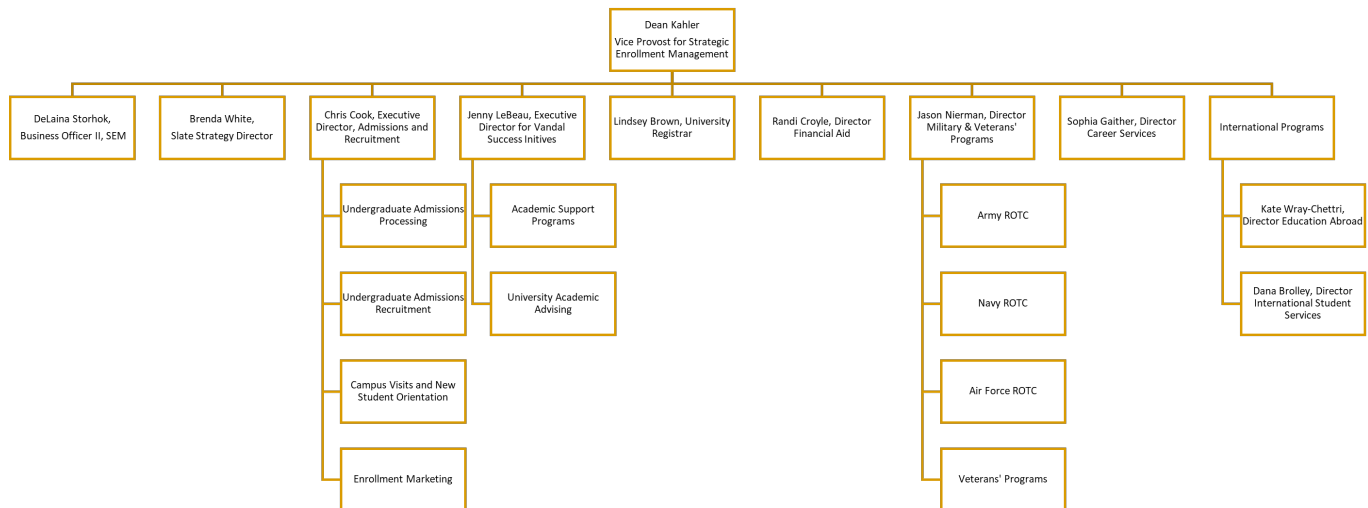 Dean Kahler
Vice Provost for Strategic
Enrollment Management
DeLaina Storhok,
Business Officer II, SEM
Brenda White,
Slate Strategy Director
Chris Cook, Executive
Director, Admissions and
Recruitment
Jenny LeBeau, Executive
Director for Vandal
Success Initives
Lindsey Brown, University
Registrar
Randi Croyle, Director
Financial Aid
Jason Nierman, Director
Military & Veterans'
Programs
Sophia Gaither, Director
Career Services
International Programs
Undergraduate Admissions
Processing
Undergraduate Admissions
Recruitment
Campus Visits and New
Student Orientation
Enrollment Marketing
Academic Support
Programs
University Academic
Advising
Army ROTC
Navy ROTC
Air Force ROTC
Veterans' Programs
Kate Wray-Chettri,
Director Education Abroad
Dana Brolley, Director
International Student
Services